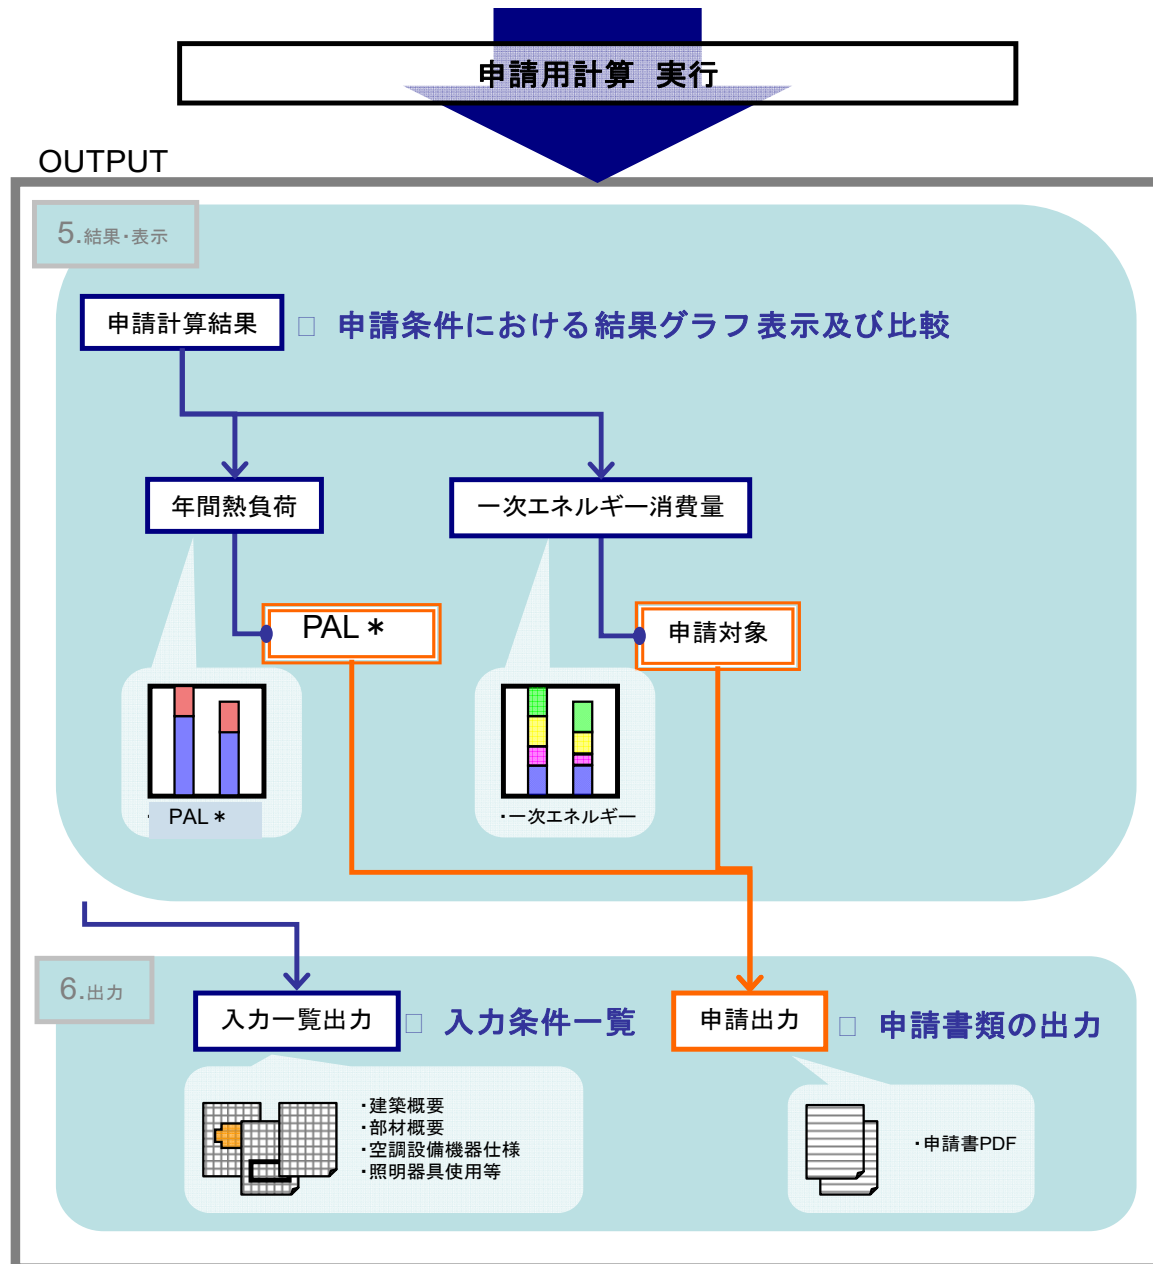 申請用計算 実行
OUTPUT
5.結果・表示
申請計算結果
□ 申請条件における結果グラフ表示及び比較
年間熱負荷
一次エネルギー消費量
PAL＊
申請対象
・ PAL＊
・一次エネルギー
6.出力
入力一覧出力
□ 入力条件一覧
申請出力
□ 申請書類の出力
・建築概要
・部材概要
・空調設備機器仕様
・照明器具使用等
・申請書PDF